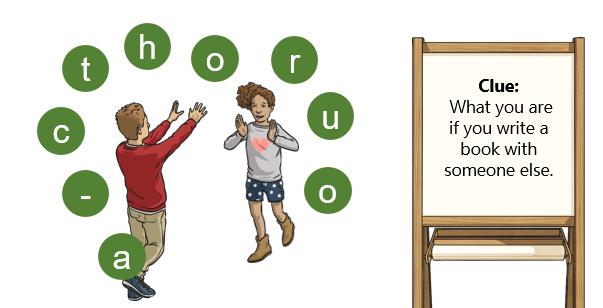 t
h
o
r
u
o
c
-
a
Clue:
What you are
if you write a
book with
someone else.